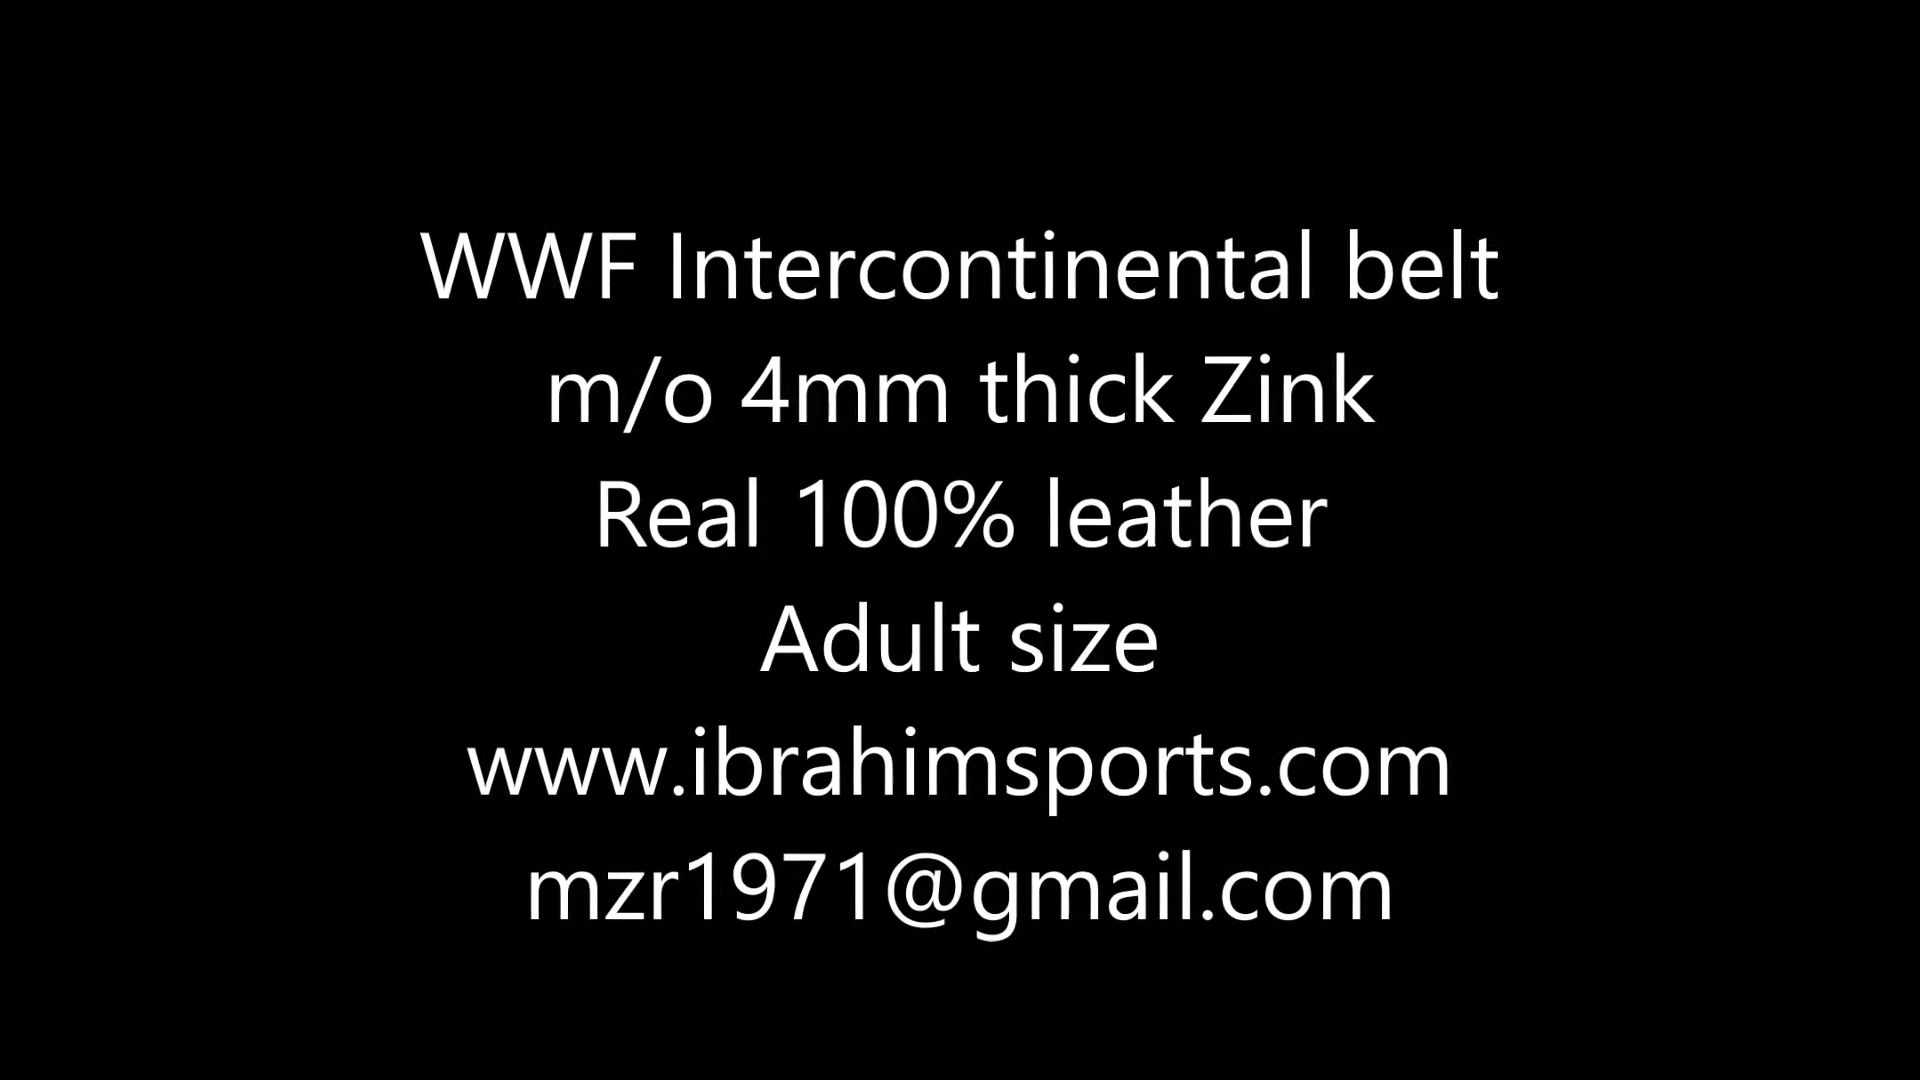 WWF Intercontinental belt
m/o 4mm thick Zink
Real 100% leather
Adult size
www.ibrahimsports.com
mzr1971@gmail.com